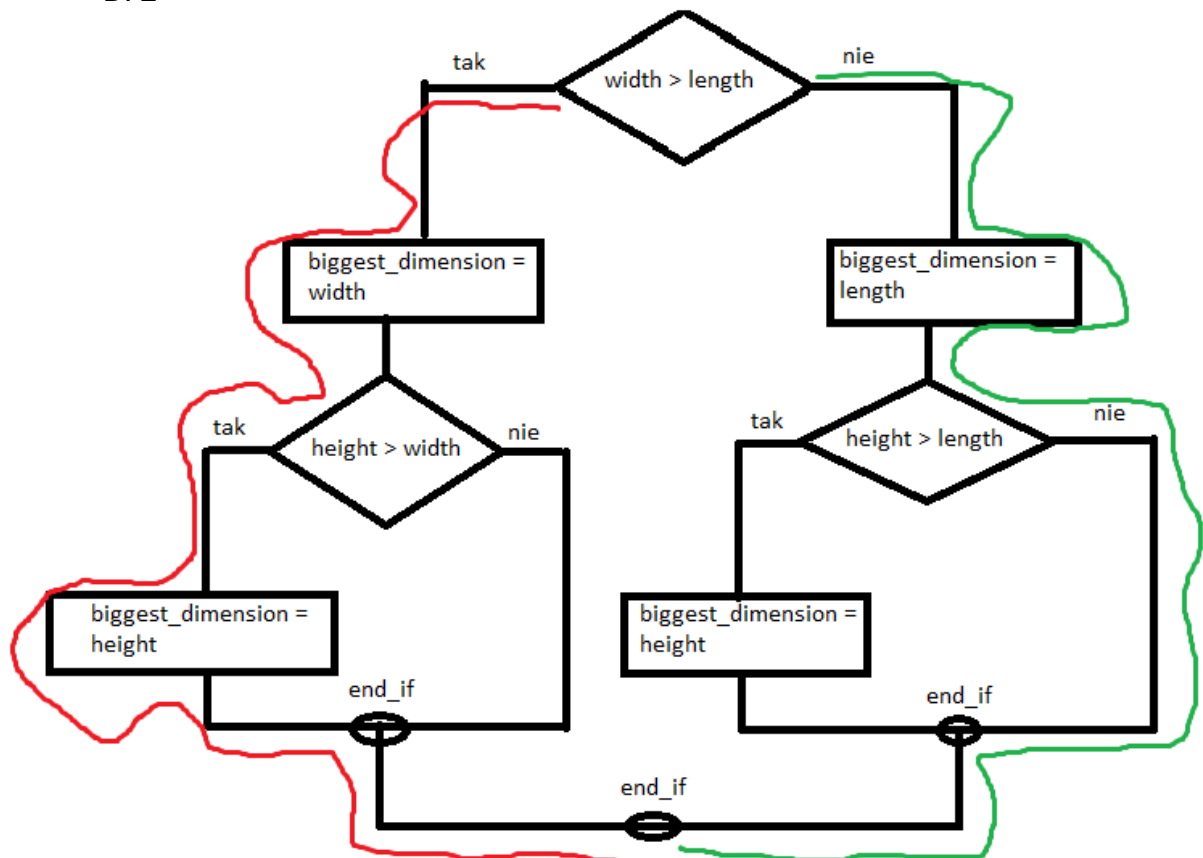 tak
width > length
nie
biggest_dimension =
width
biggest_dimension =
length
tak
height > width
nie
tak
height > length
nie
biggest_dimension =
height
biggest_dimension =
height
end_if
end_if
end_if